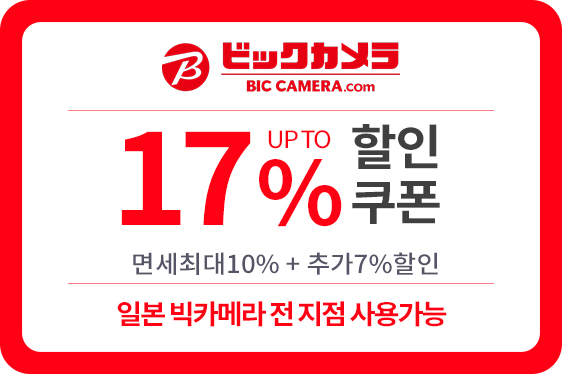 B ビックカメラ
BIC CAMERA.com
17% UP TO 할인
쿠폰
면세최대10% + 추가7%할인
일본 빅카메라 전 지점 사용가능